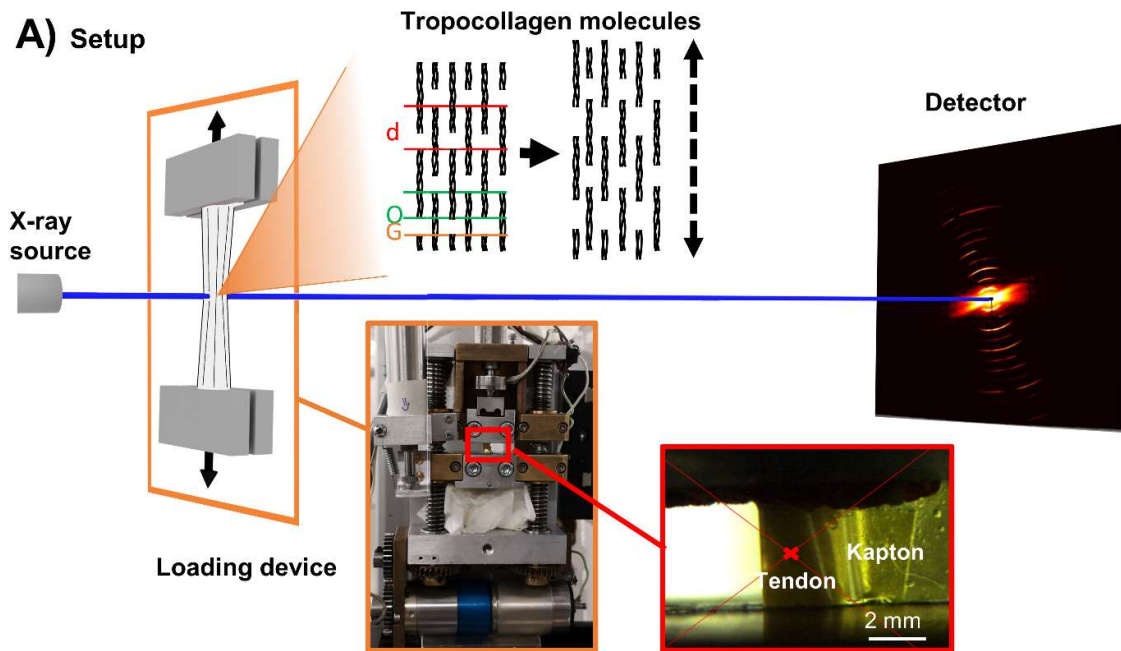 A) Setup
Tropocollagen molecules
d
O
G
Detector
X-ray
source
Loading device
Kapton
Tendon
2 mm